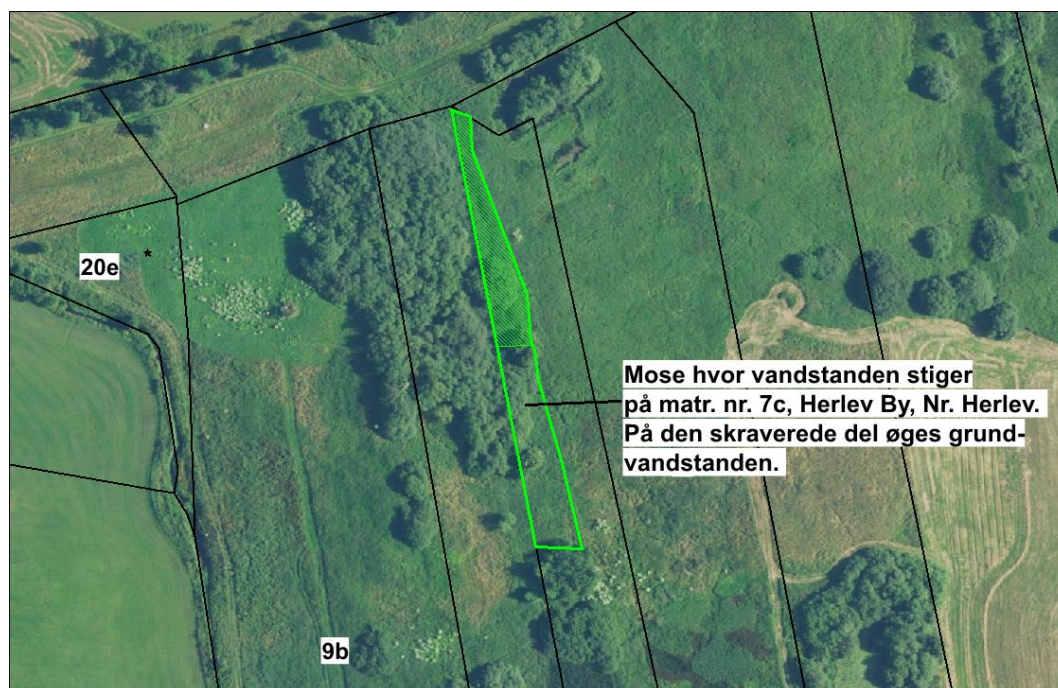 20e
Mose hvor vandstanden stiger
på matr. nr. 7c, Herlev By, Nr. Herlev.
På den skraverede del øges grund-
vandstanden.
9b